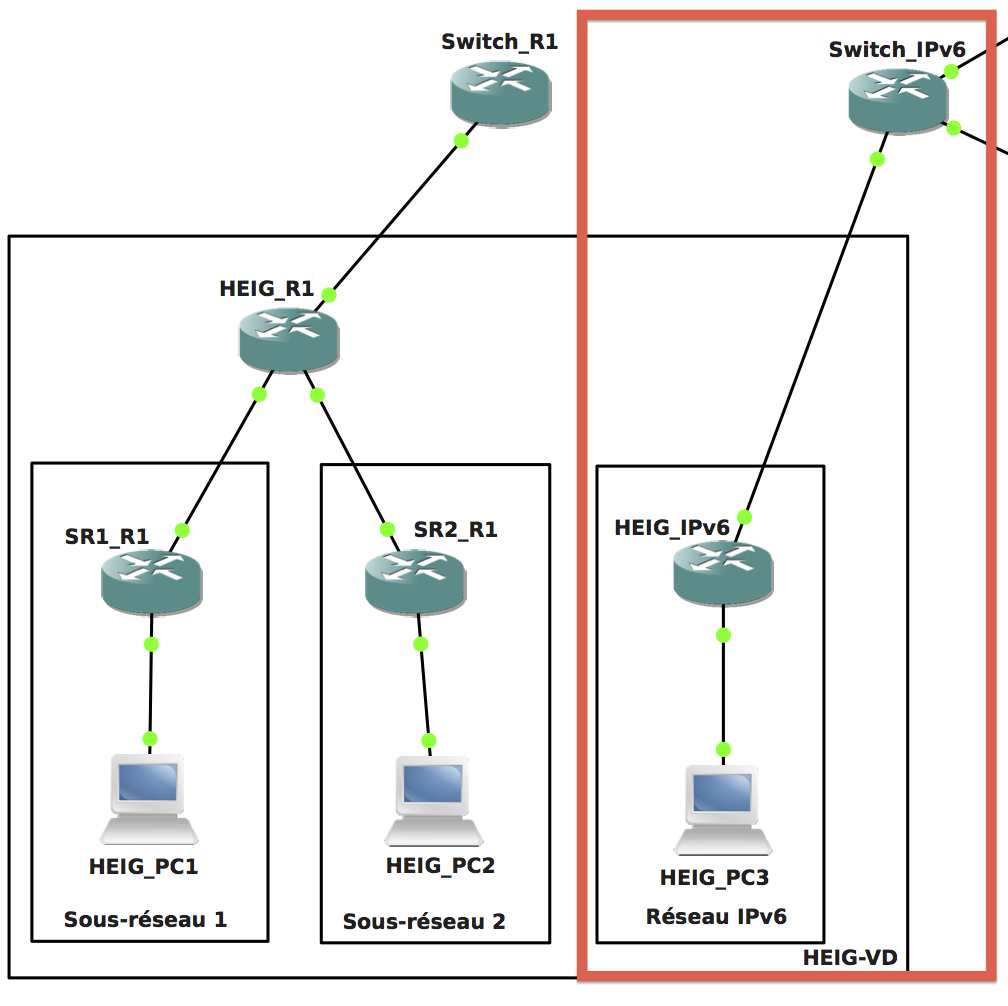 Switch_R1
Switch_IPv6
HEIG_R1
SR1_R1
SR2_R1
HEIG_IPv6
HEIG_PC1
HEIG_PC2
HEIG_PC3
Sous-réseau 1
Sous-réseau 2
Réseau IPv6
HEIG-VD